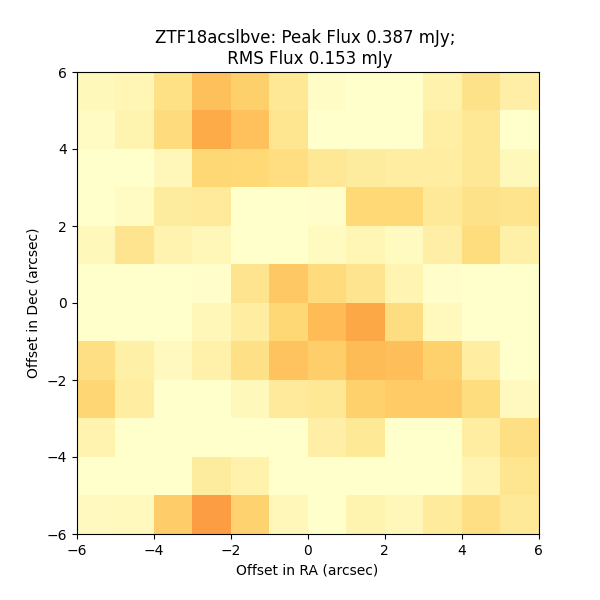 ZTF18acslbve: Peak Flux 0.387 mJy;
RMS Flux 0.153 mJy
6
4
2
0
−2
−4
−6
Offset in Dec (arcsec)
−6 −4 −2 0 2 4 6
Offset in RA (arcsec)